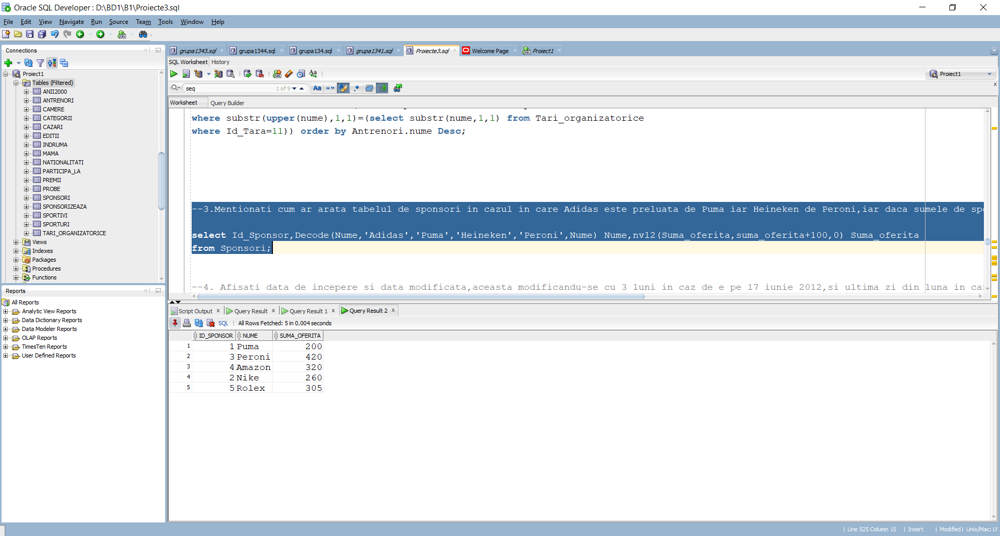 Oracle SQL Developer : D:\BD1\B1\Proiecte3.sql
File Edit View Navigate Run Source Team Tools Window Help
Connections
Proiect1
Tables (Filtered)
ANII2000
ANTRENORI
CAMERE
CATEGORII
CAZARI
EDITII
INDRUMA
MAMA
NATIONALITATI
PARTICIPA_LA
PREMII
PROBE
SPONSORI
SPONSORIZEAZA
SPORTIVI
SPORTURI
TARI_ORGANIZATORICE
Views
Indexes
Packages
Procedures
Functions
Reports
All Reports
Analytic View Reports
Data Dictionary Reports
Data Modeler Reports
OLAP Reports
TimesTen Reports
User Defined Reports
grupa1343.sql grupa1344.sql grupa134.sql grupa1341.sql Proiecte3.sql Welcome Page Proiect1
SQL Worksheet History
Proiect1
seq 1 of 9 Aa
Worksheet Query Builder
where substr(upper(nume),1,1)=(select substr(nume,1,1) from Tari_organizatorice
where Id_Tara=11)) order by Antrenori.nume Desc;
--3.Mentionati cum ar arata tabelul de sponsori in cazul in care Adidas este preluata de Puma iar Heineken de Peroni,iar daca sumele de spo
select Id_Sponsor,Decode(Nume,'Adidas','Puma','Heineken','Peroni',Nume) Nume,nvl2(Suma_oferita,suma_oferita+100,0) Suma_oferita
from Sponsori;
--4. Afisati data de incepere si data modificata,aceasta modificandu-se cu 3 luni in caz de e pe 17 iunie 2012,si ultima zi din luna in ca
Script Output Query Result Query Result 1 Query Result 2
SQL All Rows Fetched: 5 in 0.004 seconds
ID_SPONSOR NUME SUMA_OFERITA
1 1 Puma 200
2 3 Peroni 420
3 4 Amazon 320
4 2 Nike 260
5 5 Rolex 305
Line 525 Column 15 Insert Modified Unix/Mac: LF